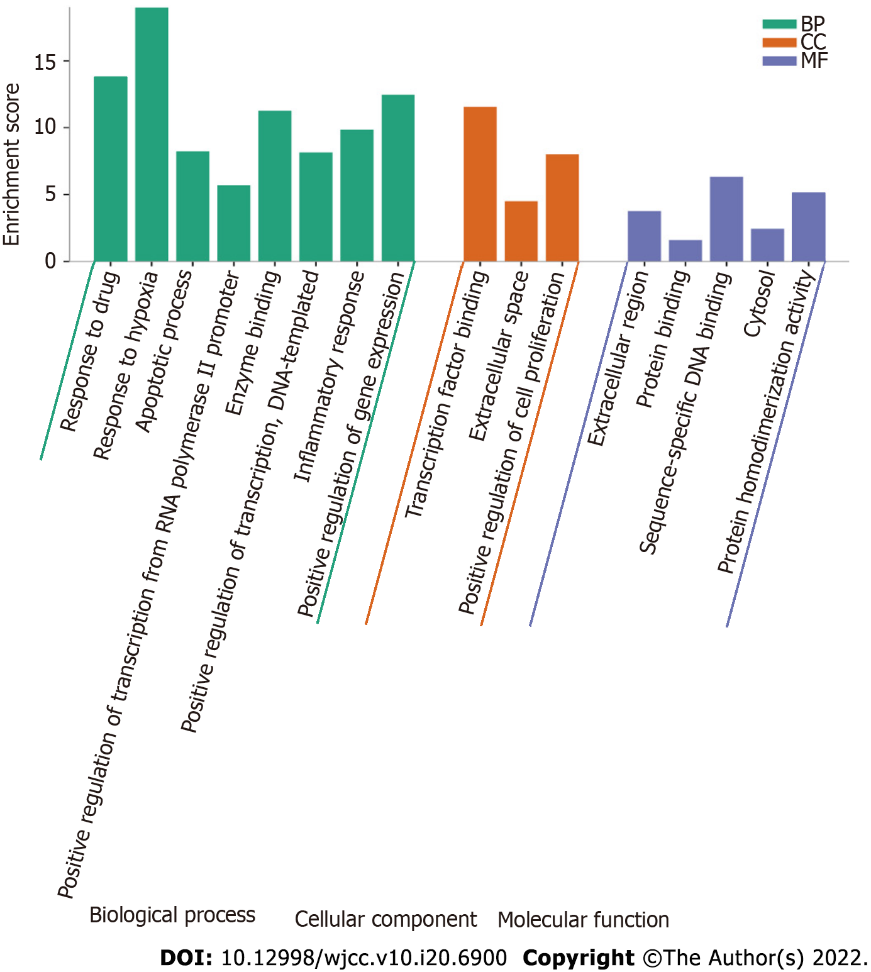 BP
CC
MF
Enrichment score
15
10
5
0
Response to drug
Response to hypoxia
Apoptotic process
Positive regulation of transcription from RNA polymerase II promoter
Enzyme binding
Positive regulation of transcription, DNA-templated
Inflammatory response
Positive regulation of gene expression
Transcription factor binding
Extracellular space
Positive regulation of cell proliferation
Extracellular region
Protein binding
Sequence-specific DNA binding
Cytosol
Protein homodimerization activity
Biological process Cellular component Molecular function
DOI: 10.12998/wjcc.v10.i20.6900 Copyright ©The Author(s) 2022.